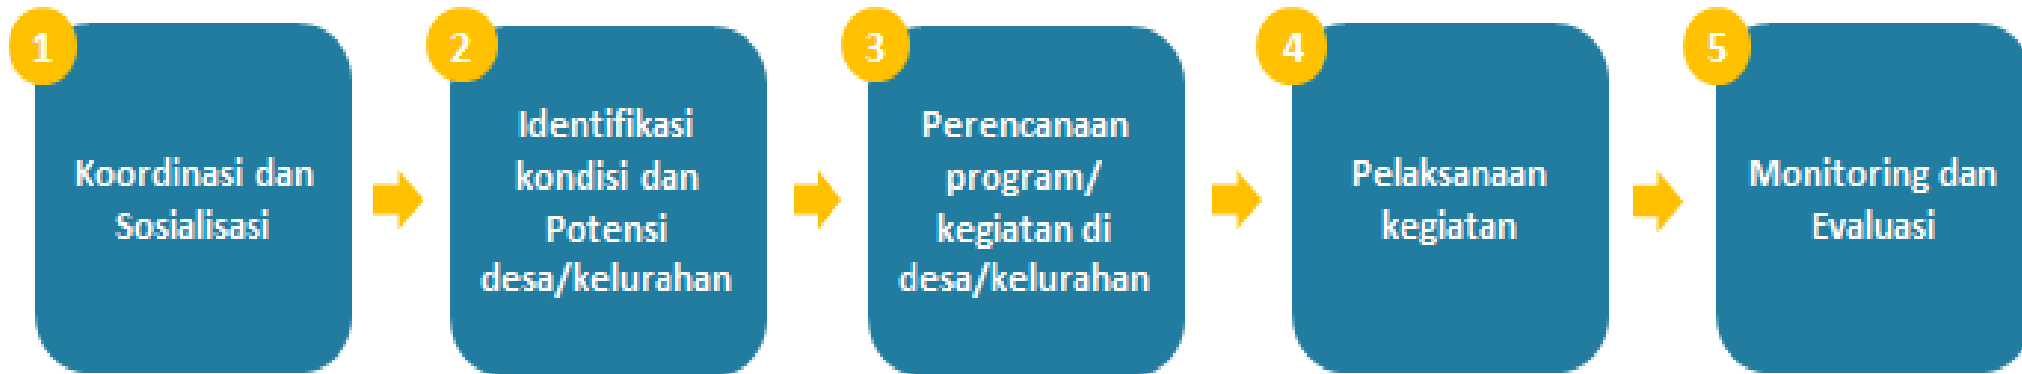 1
Koordinasi dan
Sosialisasi
2
Identifikasi
kondisi dan
Potensi
desa/kelurahan
3
Perencanaan
program/
kegiatan di
desa/kelurahan
4
Pelaksanaan
kegiatan
5
Monitoring dan
Evaluasi